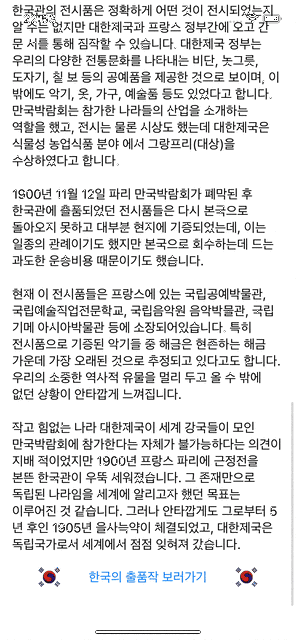 한국관의 전시품은 정확하게 어떤 것이 전시되었는지
알 수는 없지만 대한제국과 프랑스 정부간에 오고 간
문 서를 통해 짐작할 수 있습니다. 대한제국 정부는
우리의 다양한 전통문화를 나타내는 비단, 놋그릇,
도자기, 칠 보 등의 공예품을 제공한 것으로 보이며, 이
밖에도 악기, 옷, 가구, 예술품 등도 있었다고 합니다.
만국박람회는 참가한 나라들의 산업을 소개하는
역할을 했고, 전시는 물론 시상도 했는데 대한제국은
식물성 농업식품 분야 에서 그랑프리(대상)을
수상하였다고 합니다.
1900년 11월 12일 파리 만국박람회가 폐막된 후
한국관에 출품되었던 전시품들은 다시 본국으로
돌아오지 못하고 대부분 현지에 기증되었는데, 이는
일종의 관례이기도 했지만 본국으로 회수하는데 드는
과도한 운송비용 때문이기도 했습니다.
현재 이 전시품들은 프랑스에 있는 국립공예박물관,
국립예술직업전문학교, 국립음악원 음악박물관, 국립
기메 아시아박물관 등에 소장되어있습니다. 특히
전시품으로 기증된 악기들 중 해금은 현존하는 해금
가운데 가장 오래된 것으로 추정되고 있다고도 합니다.
우리의 소중한 역사적 유물을 멀리 두고 올 수 밖에
없던 상황이 안타깝게 느껴집니다.
작고 힘없는 나라 대한제국이 세계 강국들이 모인
만국박람회에 참가한다는 자체가 불가능하다는 의견이
지배 적이었지만 1900년 프랑스 파리에 근정전을
본뜬 한국관이 우뚝 세워졌습니다. 그 존재만으로
독립된 나라임을 세계에 알리고자 했던 목표는
이루어진 것 같습니다. 그러나 안타깝게도 그로부터 5
년 후인 1905년 을사늑약이 체결되었고, 대한제국은
독립국가로서 세계에서 점점 잊혀져 갔습니다.
한국의 출품작 보러가기